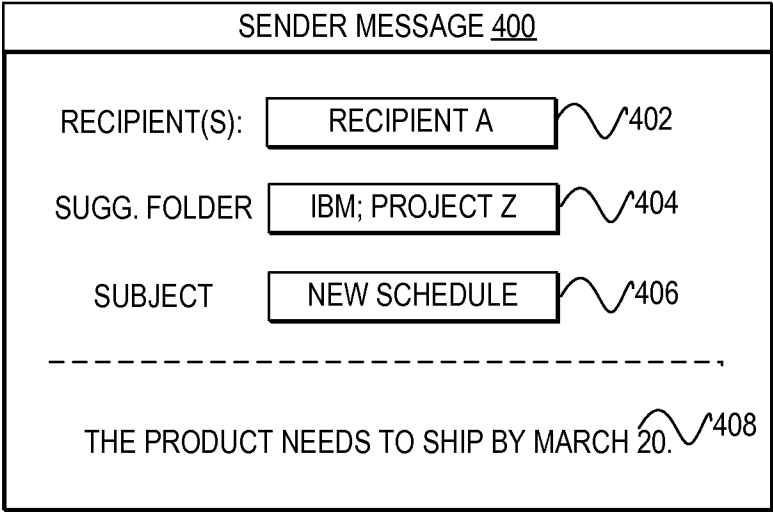 SENDER MESSAGE 400
RECIPIENT(S): RECIPIENT A 402
SUGG. FOLDER IBM; PROJECT Z 404
SUBJECT NEW SCHEDULE 406
THE PRODUCT NEEDS TO SHIP BY MARCH 20. 408